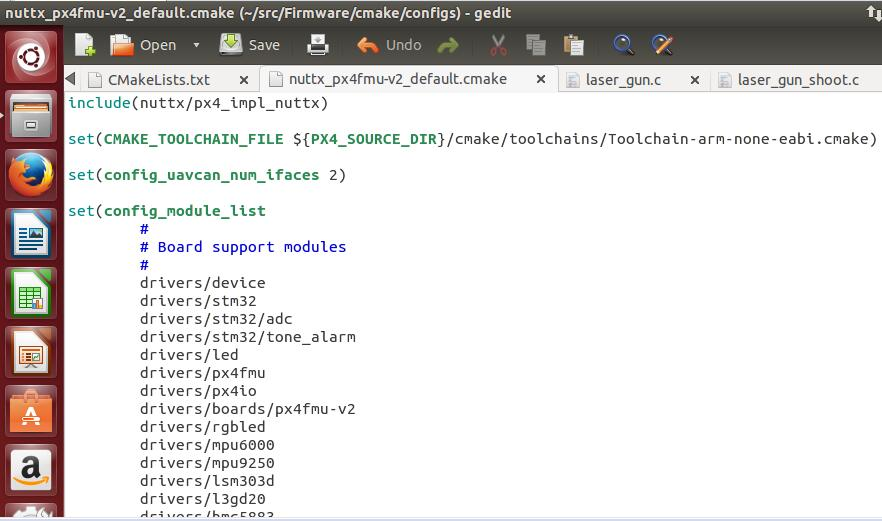 nuttx_px4fmu-v2_default.cmake (~/src/Firmware/cmake/configs) - gedit
Open Save Undo
CMakeLists.txt × nuttx_px4fmu-v2_default.cmake × laser_gun.c × laser_gun_shoot.c
include(nuttx/px4_impl_nuttx)
set(CMAKE_TOOLCHAIN_FILE ${PX4_SOURCE_DIR}/cmake/toolchains/Toolchain-arm-none-eabi.cmake)
set(config_uavcan_num_ifaces 2)
set(config_module_list
#
# Board support modules
#
drivers/device
drivers/stm32
drivers/stm32/adc
drivers/stm32/tone_alarm
drivers/led
drivers/px4fmu
drivers/px4io
drivers/boards/px4fmu-v2
drivers/rgbled
drivers/mpu6000
drivers/mpu9250
drivers/lsm303d
drivers/l3gd20
drivers/hmc5883